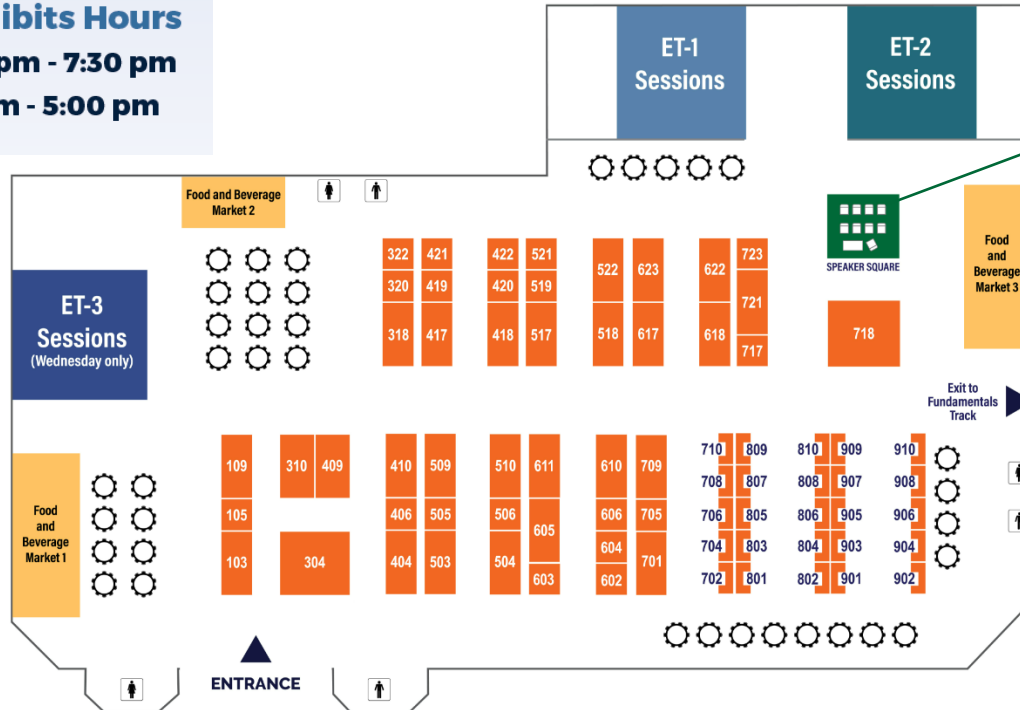 ibits Hours
pm - 7:30 pm
m - 5:00 pm
ET-1
Sessions
ET-2
Sessions
Food and Beverage
Market 2
SPEAKER SQUARE
Food
and
Beverage
Market 3
ET-3
Sessions
(Wednesday only)
322 421 422 521 522 623 622 723
320 419 420 519 721
318 417 418 517 518 617 618 717
718
Exit to
Fundamentals
Track
Food
and
Beverage
Market 1
109 310 409 410 509 510 611 610 709
105 406 505 506 605 606 705
103 304 404 503 504 603 604 602 701
710 809 810 909 910
708 807 808 907 908
706 805 806 905 906
704 803 804 903 904
702 801 802 901 902
ENTRANCE